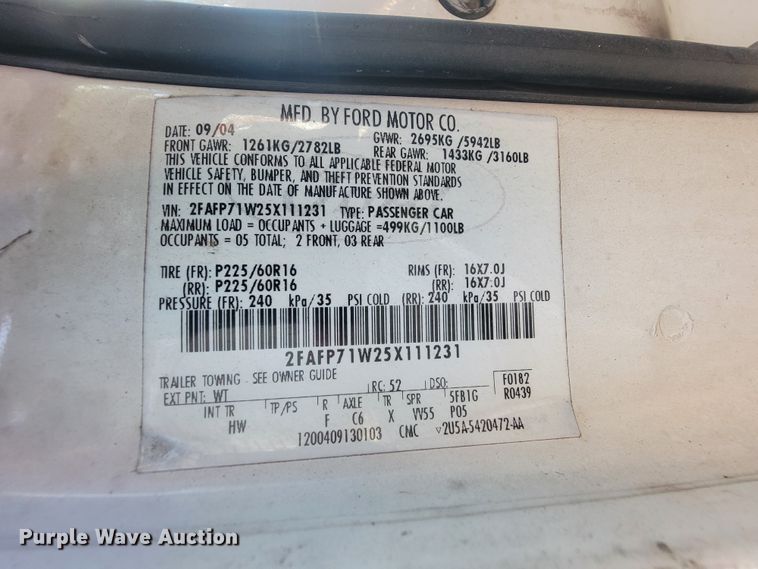 MFD. BY FORD MOTOR CO.
DATE: 09/04 GVWR: 2695KG/5942LB
FRONT GAWR: 1261KG/2782LB REAR GAWR: 1433KG/3160LB
THIS VEHICLE CONFORMS TO ALL APPLICABLE FEDERAL MOTOR
VEHICLE SAFETY, BUMPER, AND THEFT PREVENTION STANDARDS
IN EFFECT ON THE DATE OF MANUFACTURE SHOWN ABOVE.
VIN: 2FAFP71W25X111231 TYPE: PASSENGER CAR
MAXIMUM LOAD = OCCUPANTS + LUGGAGE =499KG/1100LB
OCCUPANTS = 05 TOTAL; 2 FRONT, 03 REAR
TIRE (FR): P225/60R16 RIMS (FR): 16X7.0J
(RR): P225/60R16 (RR): 16X7.0J
PRESSURE (FR): 240 kPa/35 PSI COLD (RR): 240 kPa/35 PSI COLD
2FAFP71W25X111231
TRAILER TOWING - SEE OWNER GUIDE
EXT PNT: WT RC: 52 DSO: F0182
INT TR TP/PS R AXLE TR SPR 5FB1G R0439
HW F C6 X VV55 P05
1200409130103 CMC V2U5A-5420472-AA
Purple Wave Auction